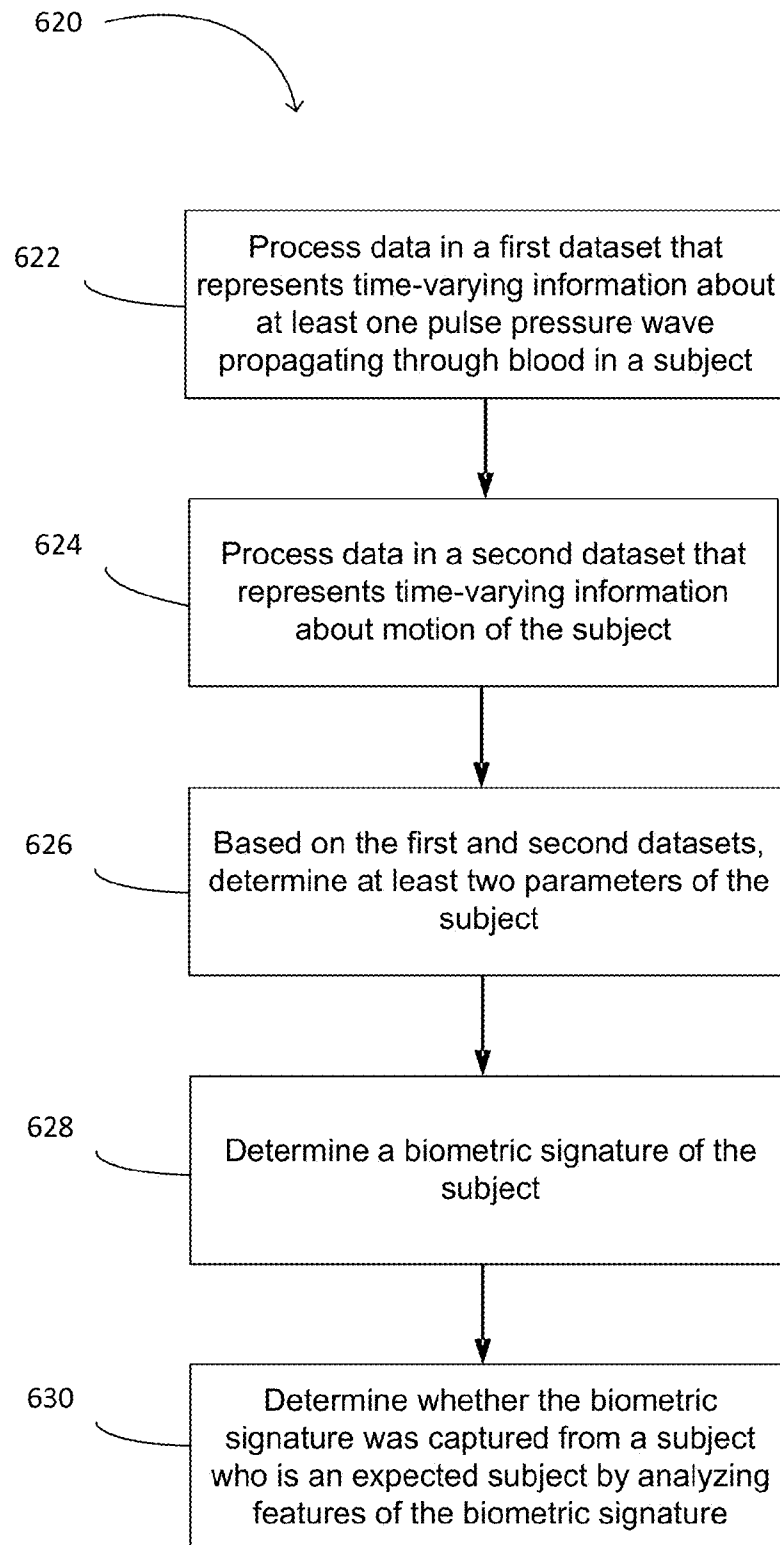 620
622
Process data in a first dataset that
represents time-varying information about
at least one pulse pressure wave
propagating through blood in a subject
624
Process data in a second dataset that
represents time-varying information
about motion of the subject
626
Based on the first and second datasets,
determine at least two parameters of the
subject
628
Determine a biometric signature of the
subject
630
Determine whether the biometric
signature was captured from a subject
who is an expected subject by analyzing
features of the biometric signature